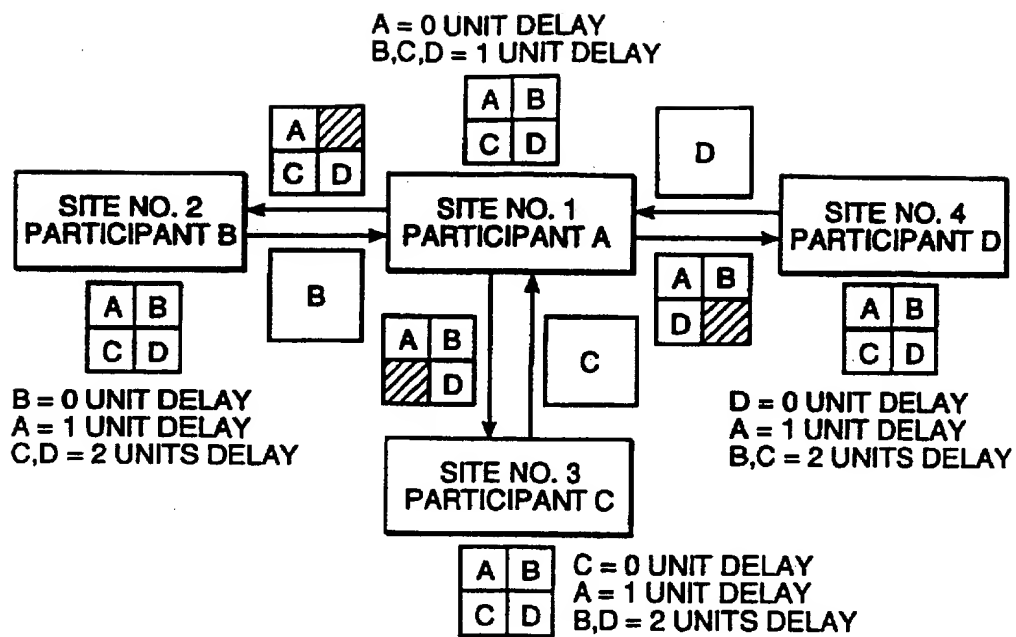 A = 0 UNIT DELAY
B,C,D = 1 UNIT DELAY
A B
C D
A
C D
D
SITE NO. 2
PARTICIPANT B
SITE NO. 1
PARTICIPANT A
SITE NO. 4
PARTICIPANT D
A B
C D
B
A B
D
C
A B
D
A B
C D
B = 0 UNIT DELAY
A = 1 UNIT DELAY
C,D = 2 UNITS DELAY
D = 0 UNIT DELAY
A = 1 UNIT DELAY
B,C = 2 UNITS DELAY
SITE NO. 3
PARTICIPANT C
A B
C D
C = 0 UNIT DELAY
A = 1 UNIT DELAY
B,D = 2 UNITS DELAY